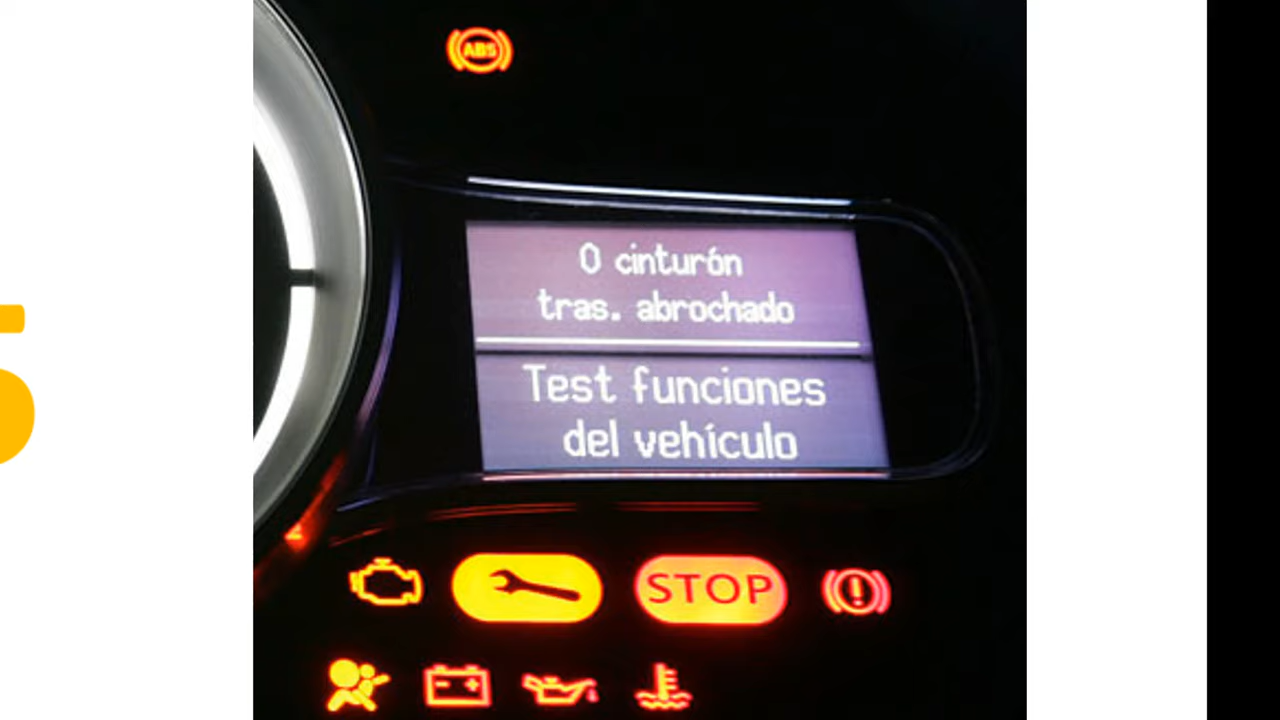 ABS
0 cinturón
tras. abrochado
Test funciones
del vehículo
STOP